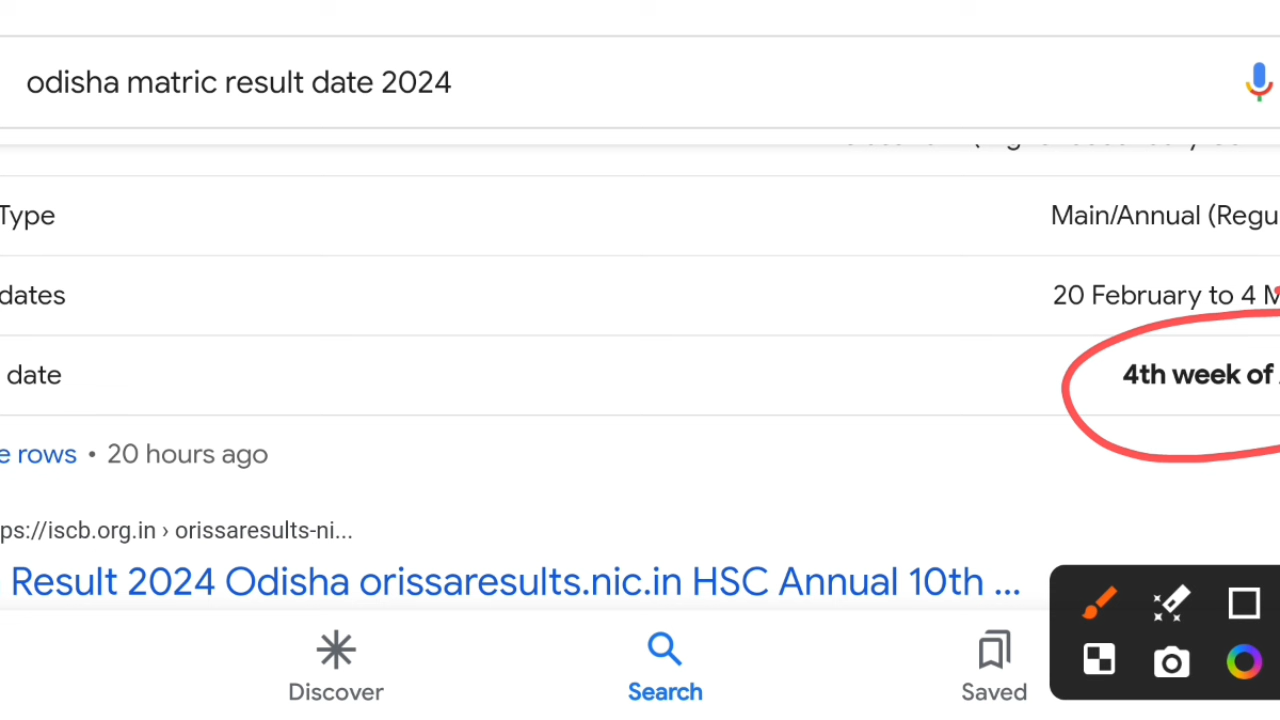 odisha matric result date 2024
Type
Main/Annual (Regu
dates
20 February to 4 M
date
4th week of
e rows • 20 hours ago
ps://iscb.org.in › orissaresults-ni...
Result 2024 Odisha orissaresults.nic.in HSC Annual 10th ...
Discover
Search
Saved